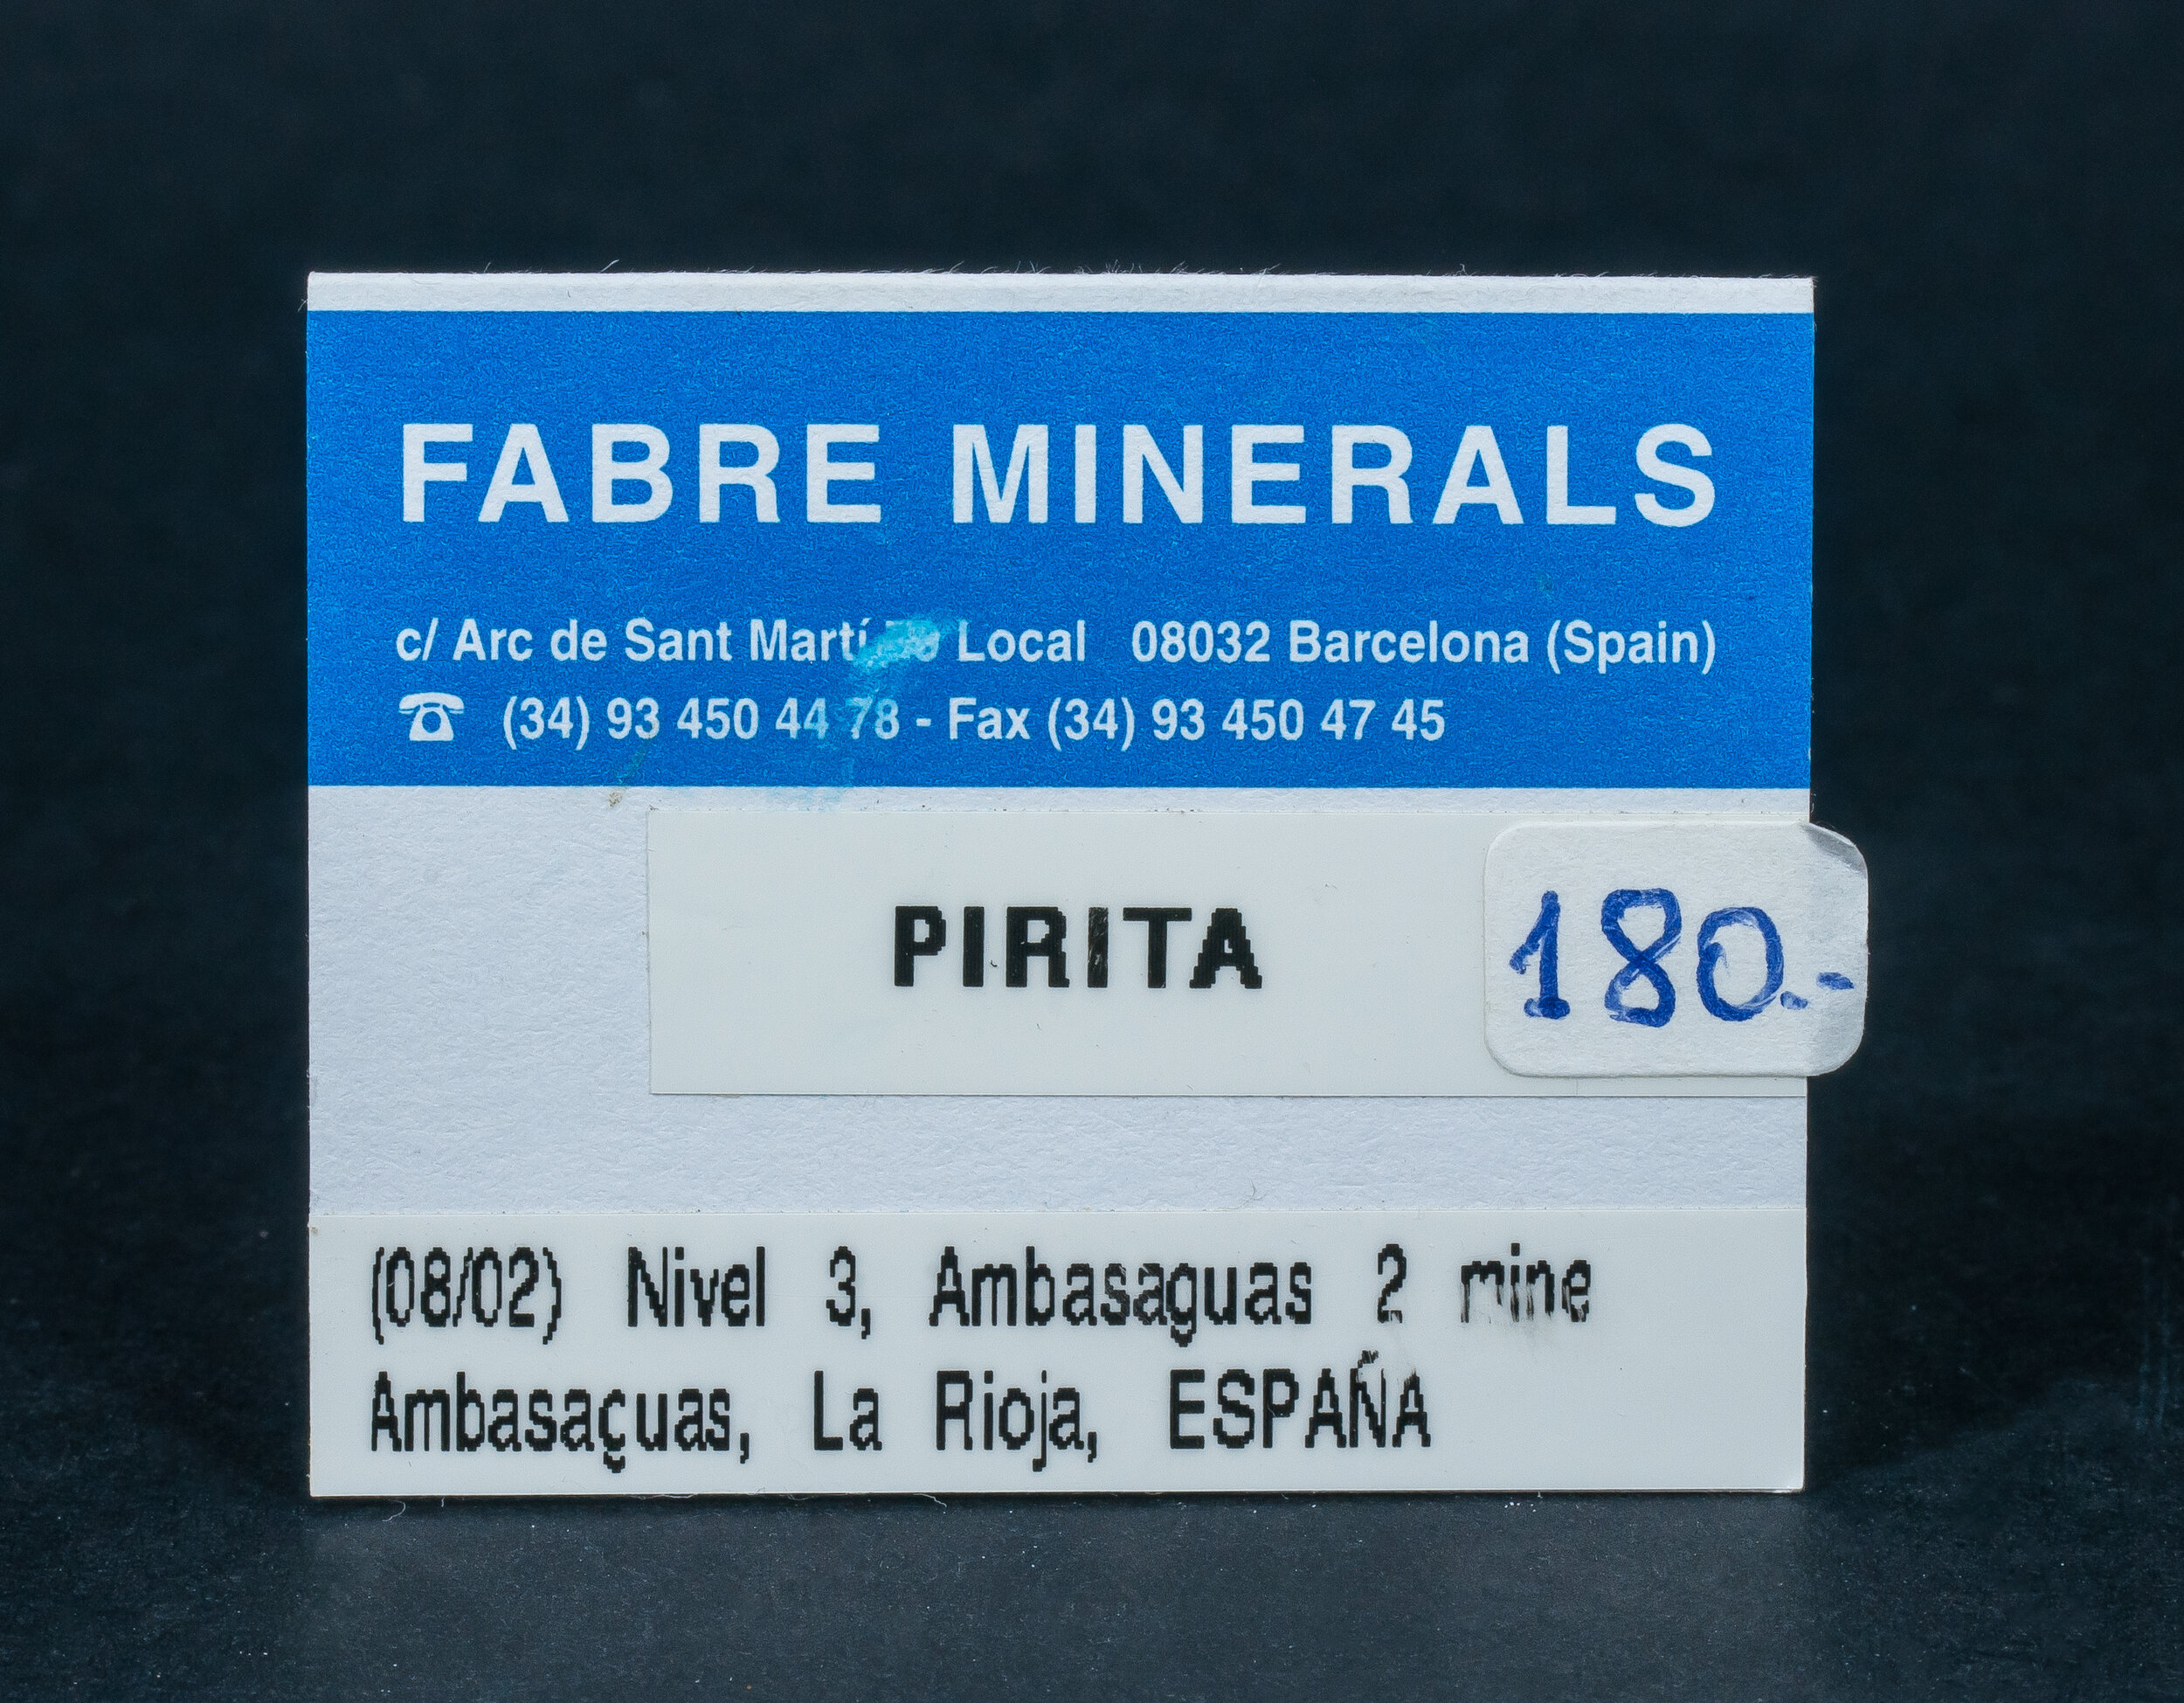 FABRE MINERALS
c/ Arc de Sant Martí Local 08032 Barcelona (Spain)
☎ (34) 93 450 44 78 - Fax (34) 93 450 47 45
PIRITA
180.-
(08/02) Nivel 3, Ambasaguas 2 mine
Ambasaguas, La Rioja, ESPAÑA